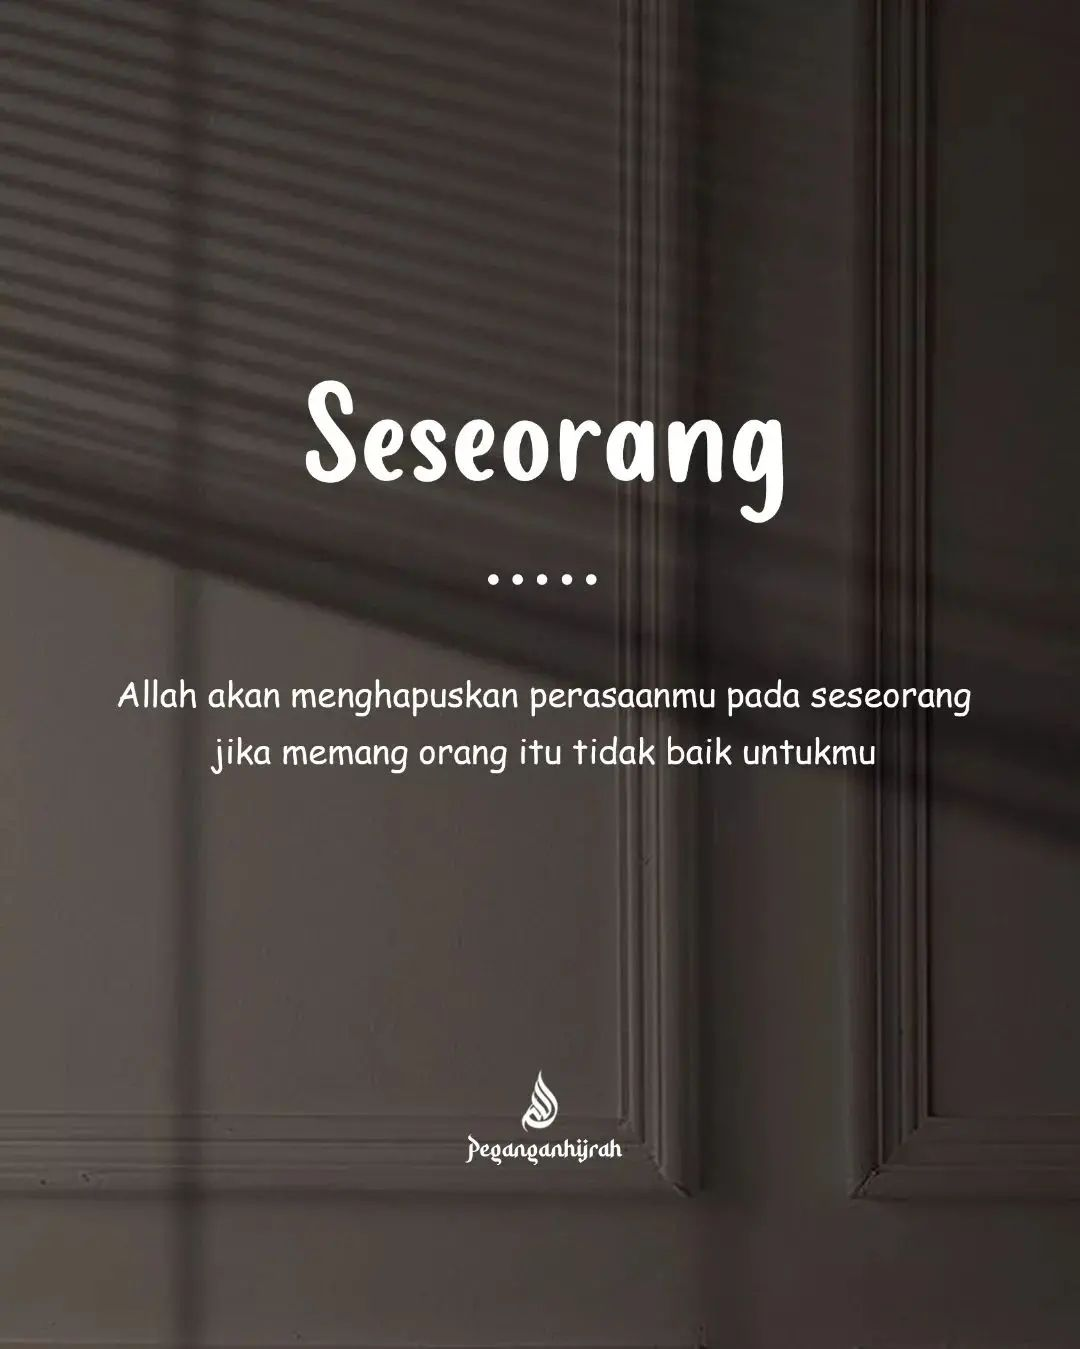 Seseorang
.....
Allah akan menghapuskan perasaanmu pada seseorang
jika memang orang itu tidak baik untukmu
Peganganhijrah